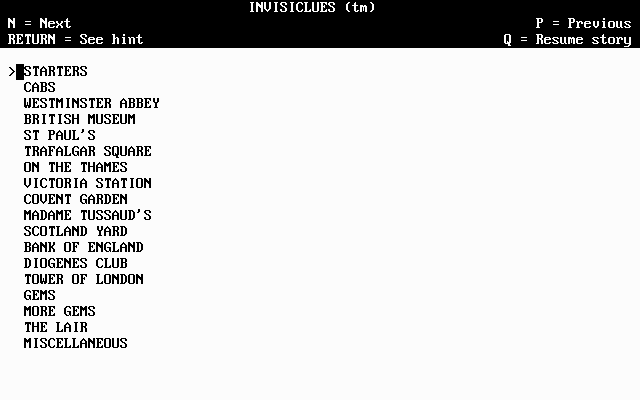 INVISICLUES (tm)
N = Next P = Previous
RETURN = See hint Q = Resume story
>STARTERS
CABS
WESTMINSTER ABBEY
BRITISH MUSEUM
ST PAUL'S
TRAFALGAR SQUARE
ON THE THAMES
VICTORIA STATION
COVENT GARDEN
MADAME TUSSAUD'S
SCOTLAND YARD
BANK OF ENGLAND
DIOGENES CLUB
TOWER OF LONDON
GEMS
MORE GEMS
THE LAIR
MISCELLANEOUS